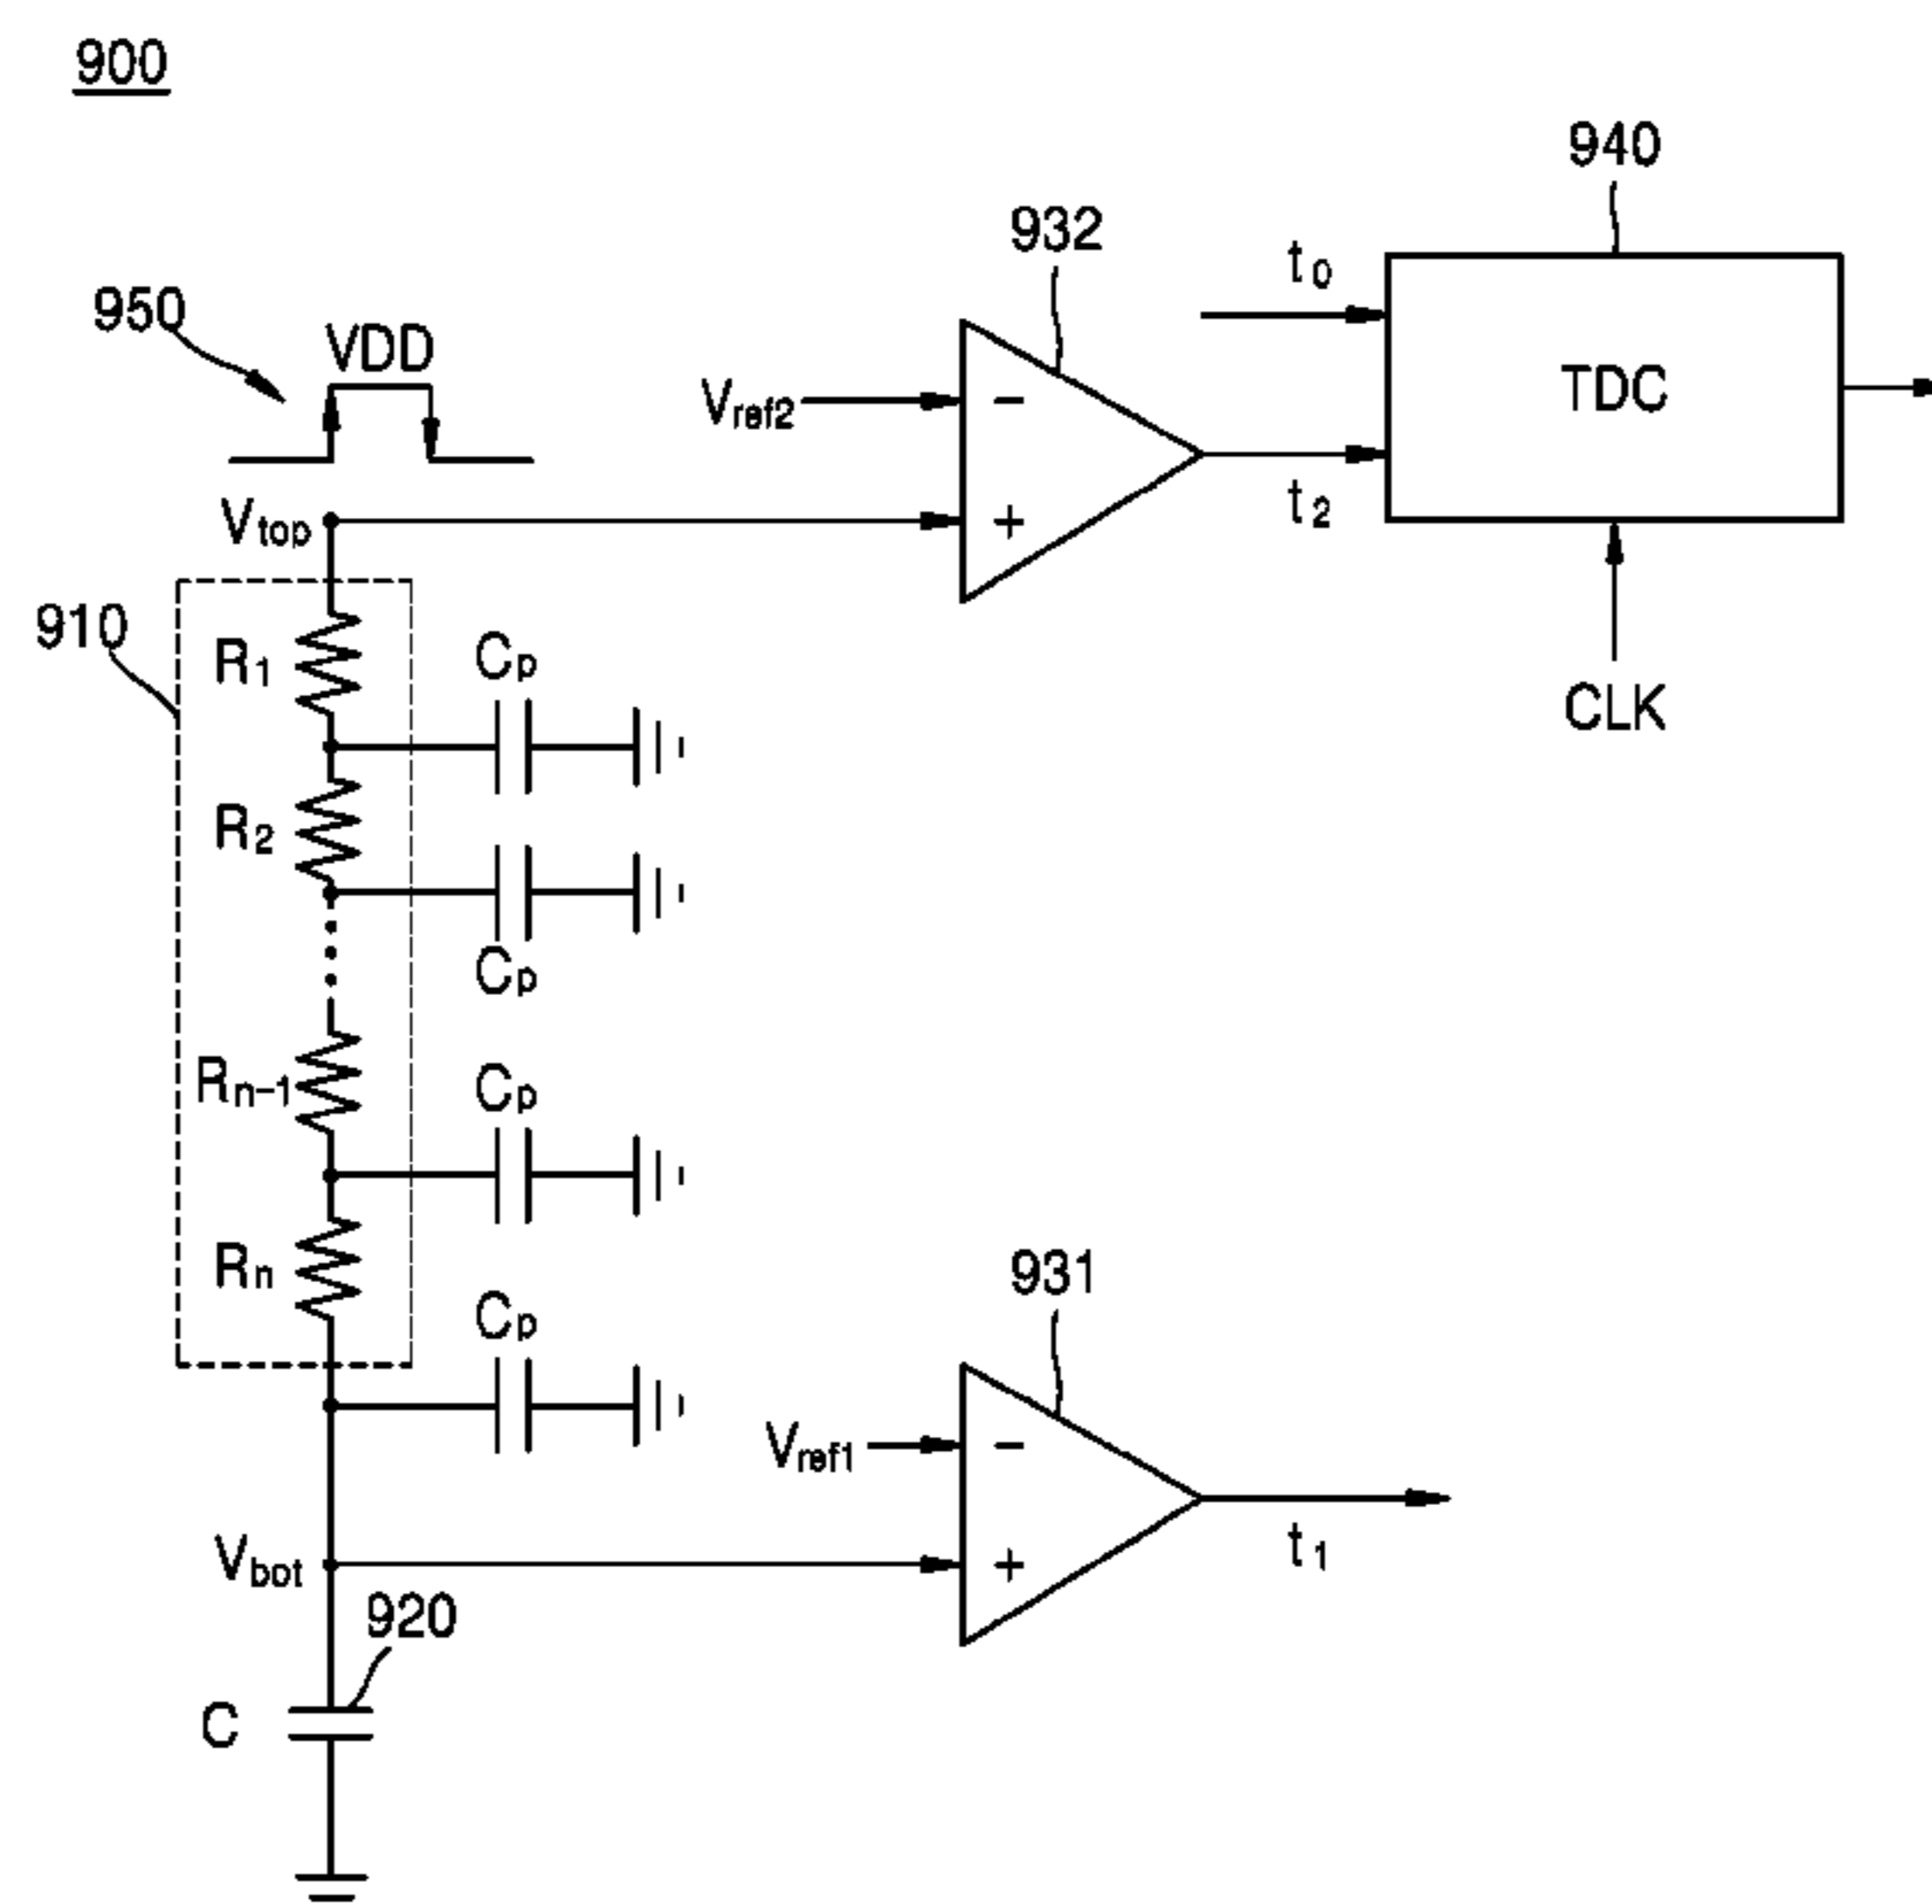 900
940
932
t0
950
VDD
Vref2
-
TDC
t2
Vtop
+
910
R1
Cp
CLK
R2
Cp
Rn-1
Cp
Rn
Cp
931
Vref1
-
t1
Vbot
+
920
C